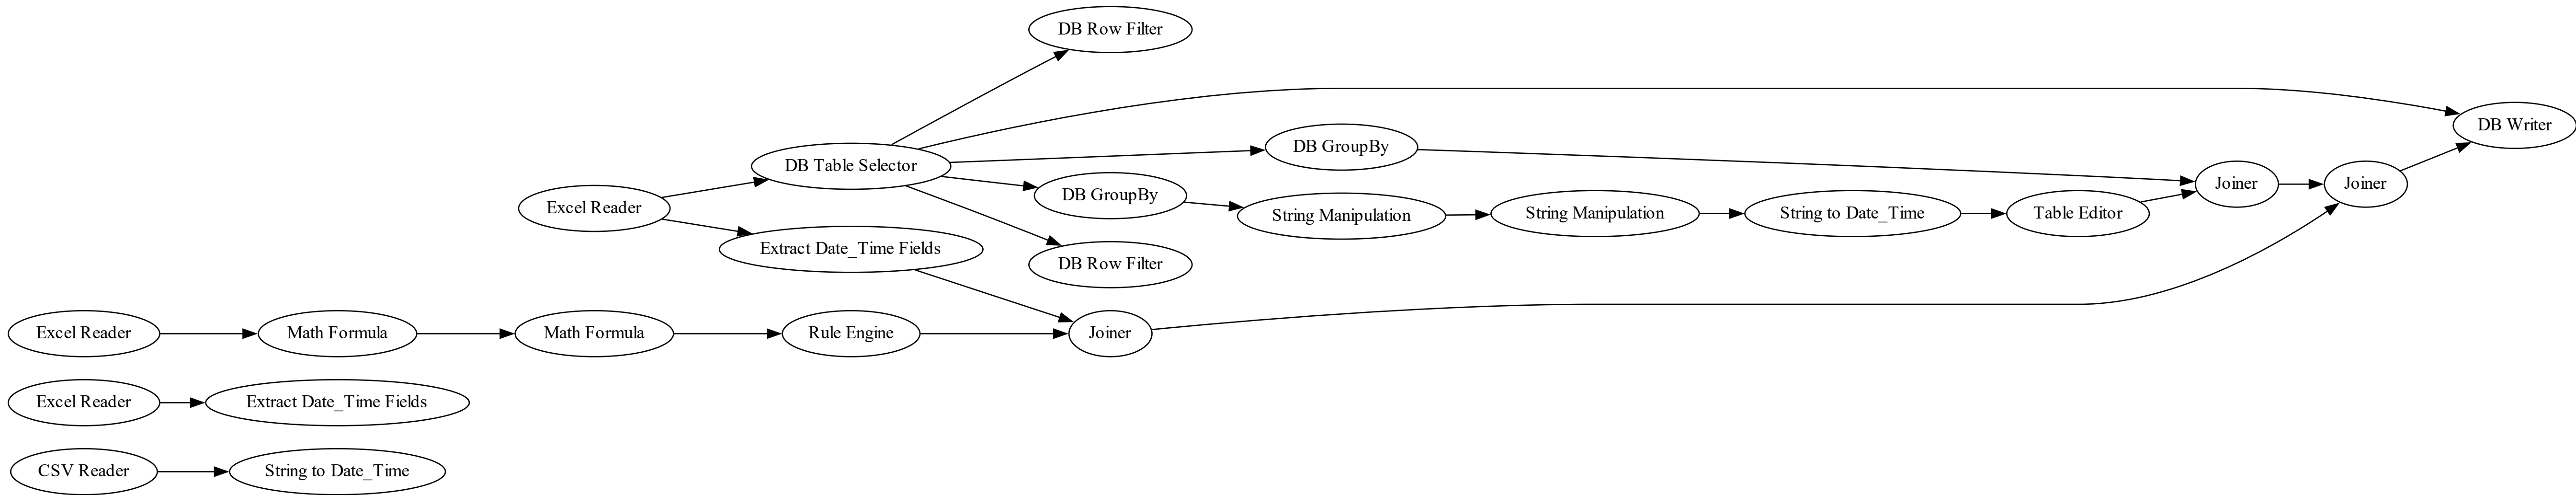 DB Row Filter
DB Writer
DB GroupBy
DB Table Selector
Joiner
Joiner
DB GroupBy
Excel Reader
String Manipulation
String Manipulation
String to Date_Time
Table Editor
Extract Date_Time Fields
DB Row Filter
Excel Reader
Math Formula
Math Formula
Rule Engine
Joiner
Excel Reader
Extract Date_Time Fields
CSV Reader
String to Date_Time